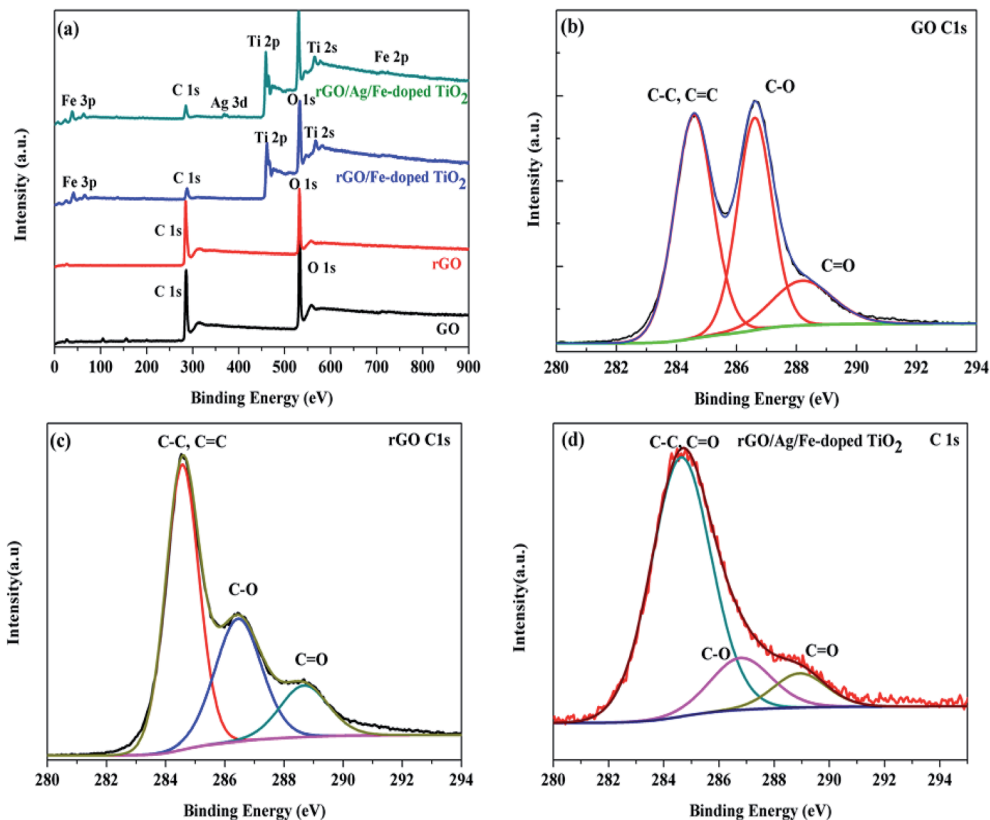 (a)
Ti 2p
Ti 2s
Fe 2p
Fe 3p
C 1s
Ag 3d
O 1s
rGO/Ag/Fe-doped TiO2
Ti 2p
Ti 2s
Fe 3p
C 1s
O 1s
rGO/Fe-doped TiO2
C 1s
rGO
C 1s
O 1s
GO
Intensity (a.u.)
0 100 200 300 400 500 600 700 800 900
Binding Energy (eV)
(b)
GO C1s
C-C, C=C
C-O
C=O
Intensity (a.u.)
280 282 284 286 288 290 292 294
Binding Energy (eV)
(c)
rGO C1s
C-C, C=C
C-O
C=O
Intensity(a.u)
280 282 284 286 288 290 292 294
Binding Energy (eV)
(d)
C-C, C=O
rGO/Ag/Fe-doped TiO2
C 1s
C-O
C=O
Intensity(a.u.)
280 282 284 286 288 290 292 294
Binding Energy (eV)